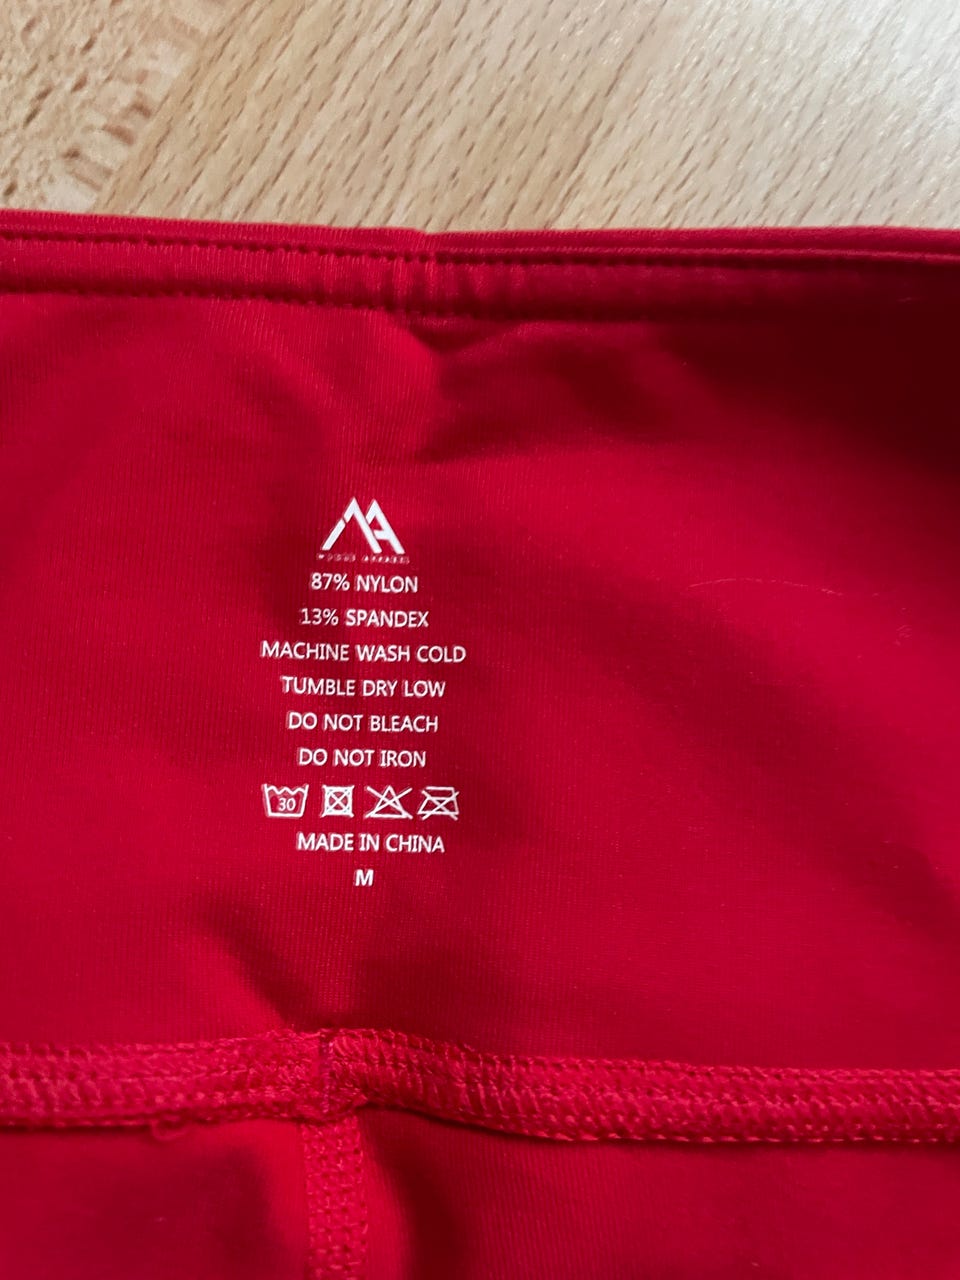 87% NYLON
13% SPANDEX
MACHINE WASH COLD
TUMBLE DRY LOW
DO NOT BLEACH
DO NOT IRON
30
MADE IN CHINA
M